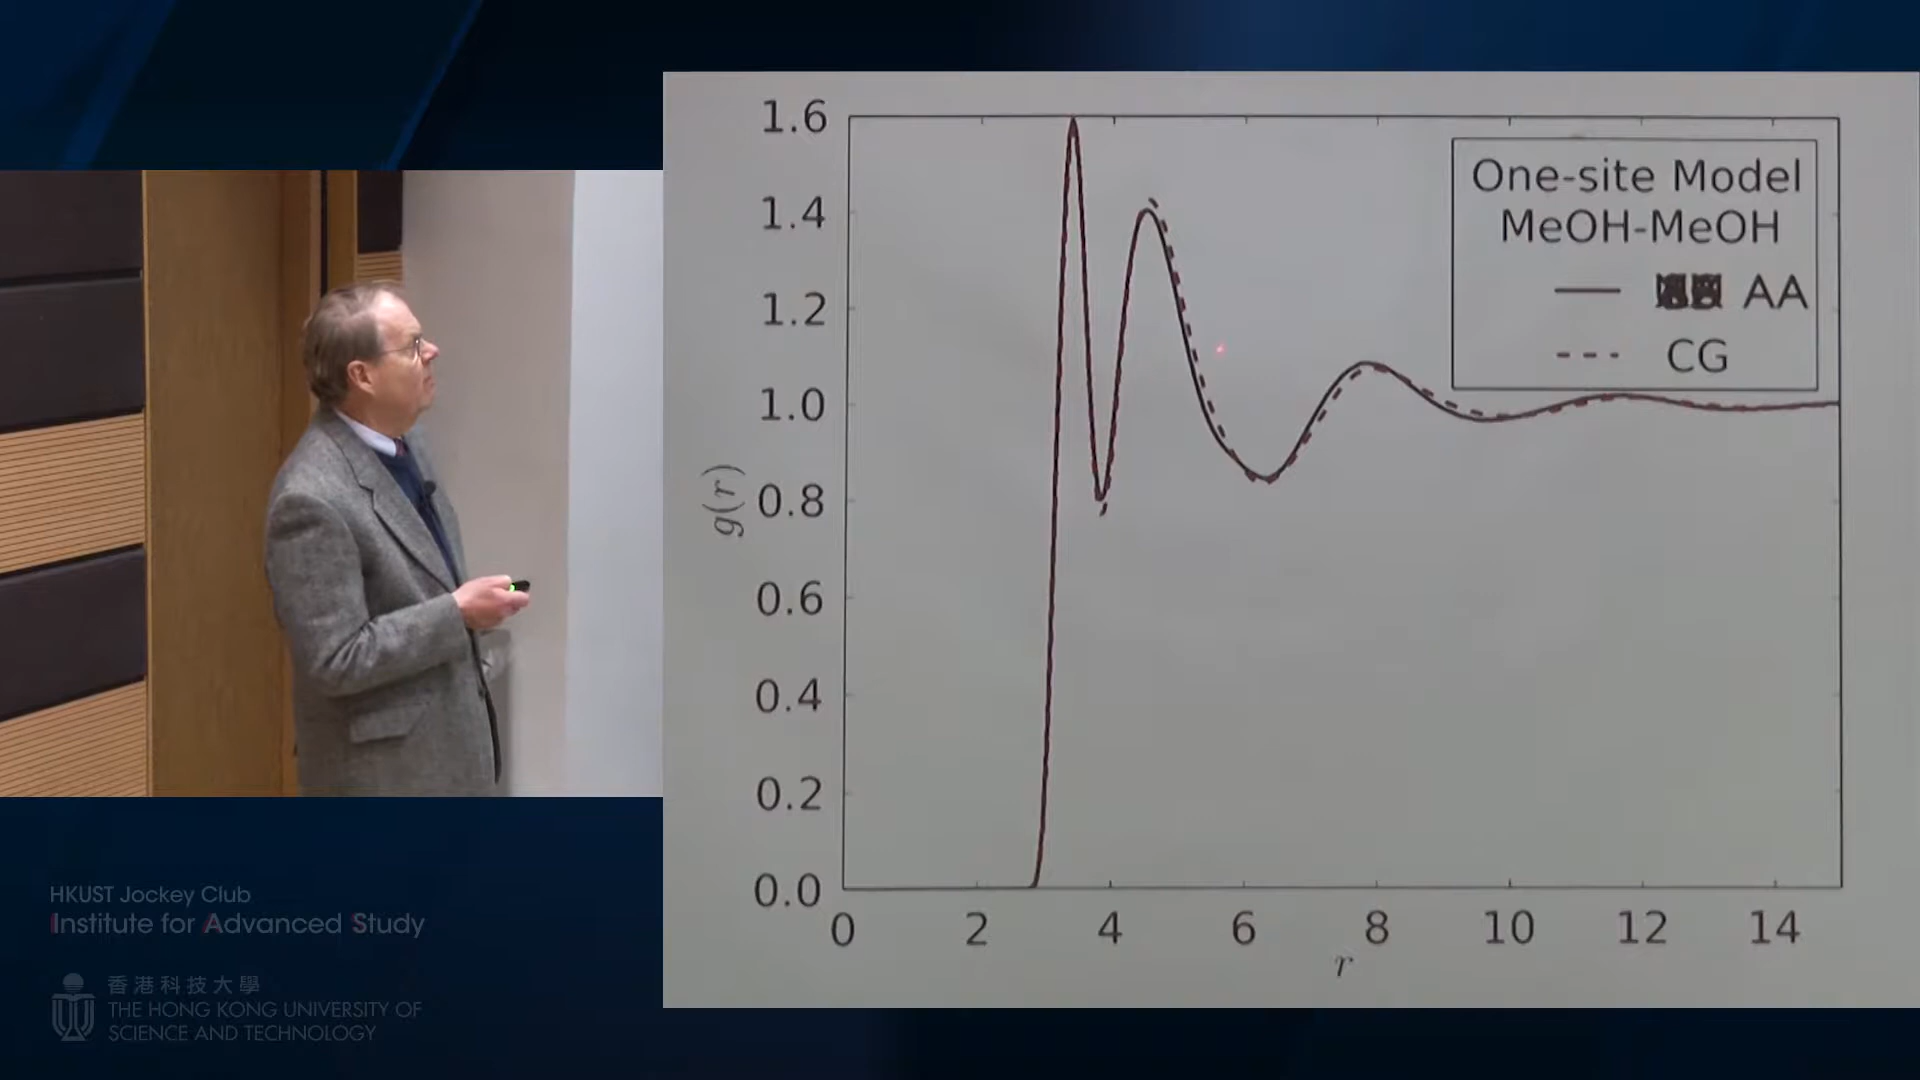 1.6
1.4
1.2
1.0
0.8
0.6
0.4
0.2
0.0
g(r)
0 2 4 6 8 10 12 14
r
One-site Model
MeOH-MeOH
AA
CG
HKUST Jockey Club
Institute for Advanced Study
香港科技大學
THE HONG KONG UNIVERSITY OF
SCIENCE AND TECHNOLOGY